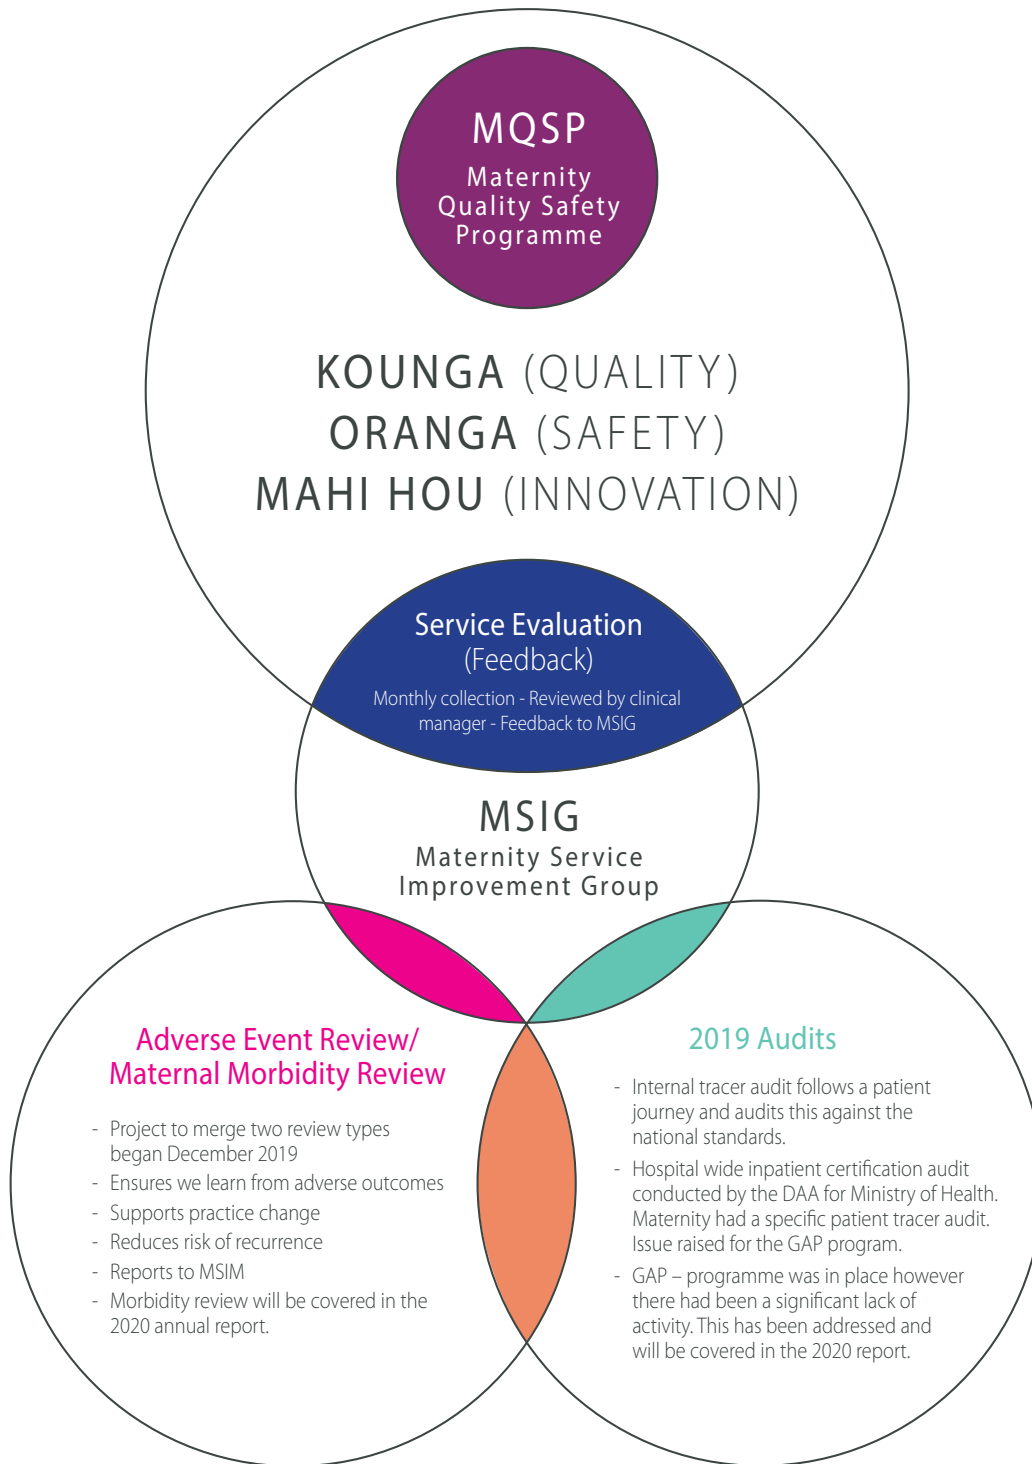 MQSP
Maternity
Quality Safety
Programme
KOUNGA (QUALITY)
ORANGA (SAFETY)
MAHI HOU (INNOVATION)
Service Evaluation
(Feedback)
Monthly collection - Reviewed by clinical
manager - Feedback to MSIG
MSIG
Maternity Service
Improvement Group
Adverse Event Review/
Maternal Morbidity Review
- Project to merge two review types
began December 2019
- Ensures we learn from adverse outcomes
- Supports practice change
- Reduces risk of recurrence
- Reports to MSIM
- Morbidity review will be covered in the
2020 annual report.
2019 Audits
- Internal tracer audit follows a patient
journey and audits this against the
national standards.
- Hospital wide inpatient certification audit
conducted by the DAA for Ministry of Health.
Maternity had a specific patient tracer audit.
Issue raised for the GAP program.
- GAP – programme was in place however
there had been a significant lack of
activity. This has been addressed and
will be covered in the 2020 report.